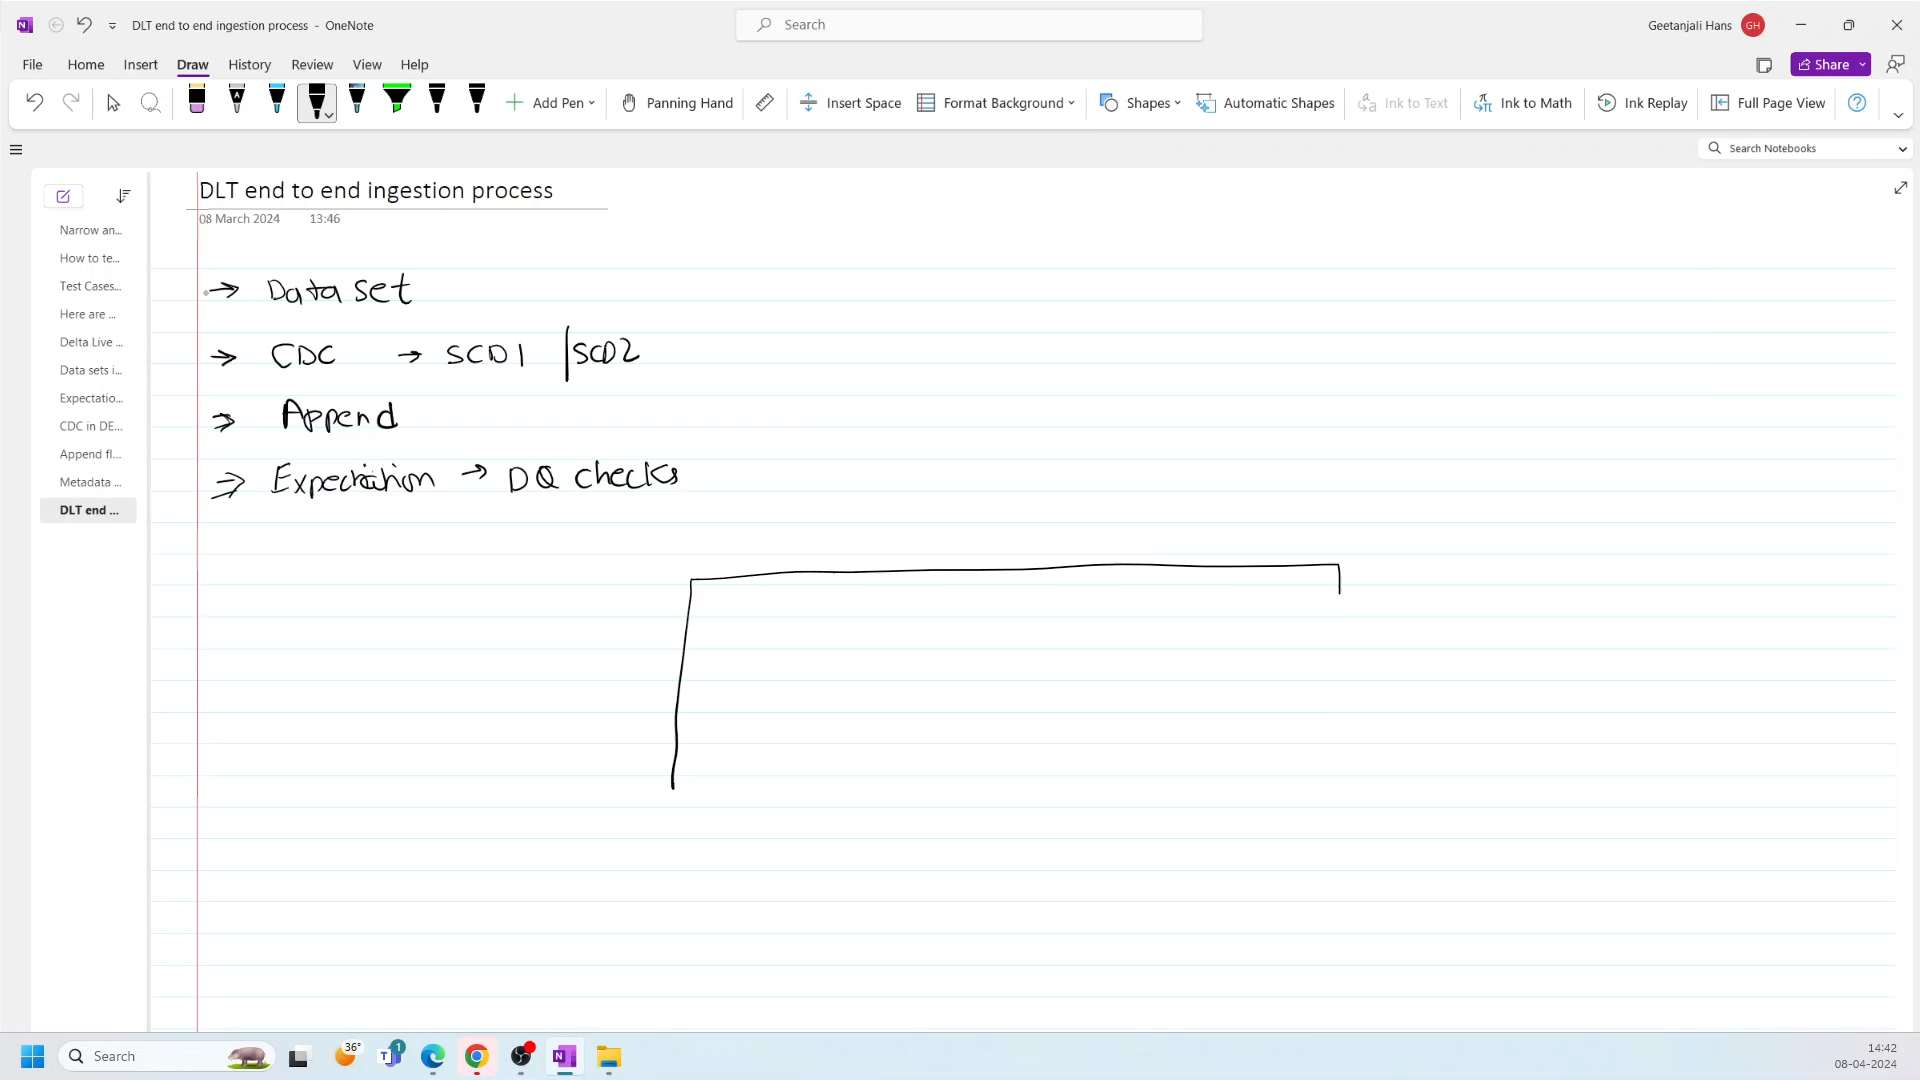 DLT end to end ingestion process - OneNote
Search
Geetanjali Hans
GH
File Home Insert Draw History Review View Help
Share
Add Pen
Panning Hand
Insert Space
Format Background
Shapes
Automatic Shapes
Ink to Text
Ink to Math
Ink Replay
Full Page View
Search Notebooks
DLT end to end ingestion process
08 March 2024 13:46
Narrow an...
How to te...
Test Cases...
Here are ...
Delta Live ...
Data sets i...
Expectatio...
CDC in DE...
Append fl...
Metadata ...
DLT end ...
→ Data set
→ CDC → SCD1 | SCD2
⇒ Append
⇒ Expectation → DQ checks
Search
36°
1
14:42
08-04-2024